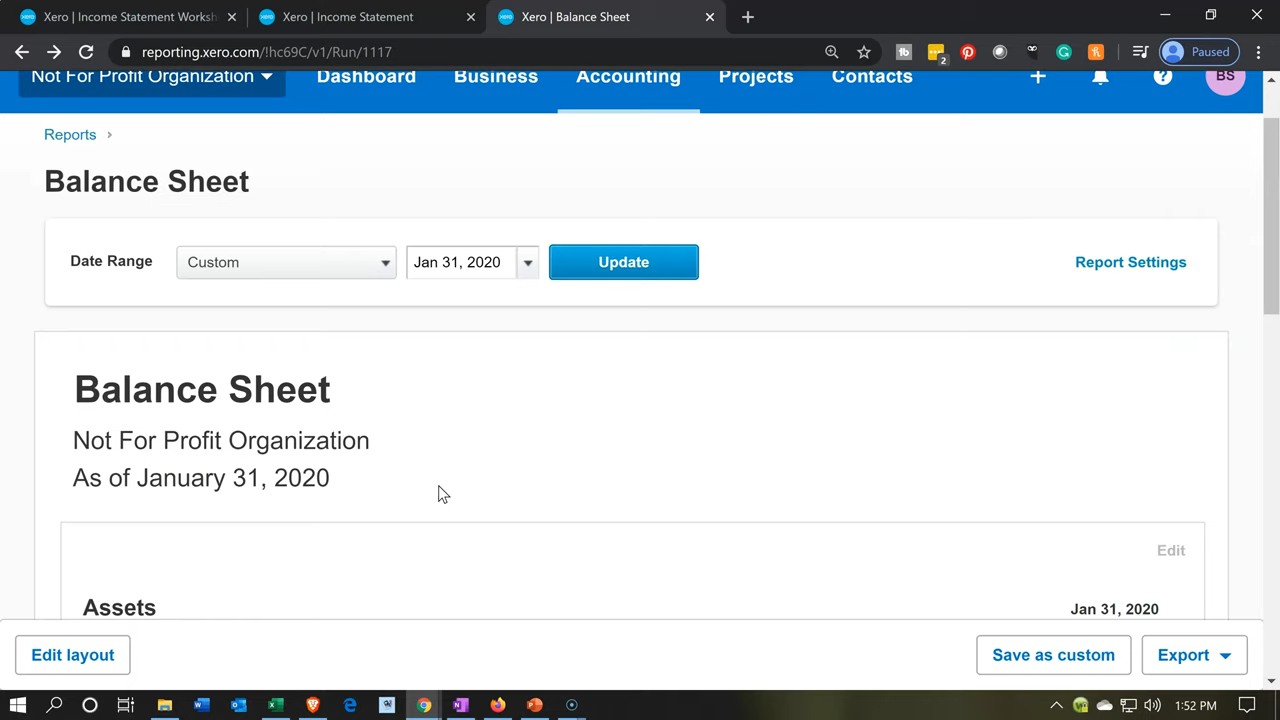 Xero | Income Statement Worksh
Xero | Income Statement
Xero | Balance Sheet
reporting.xero.com/!hc69C/v1/Run/1117
2
Paused
Not For Profit Organization
Dashboard
Business
Accounting
Projects
Contacts
BS
Reports
Balance Sheet
Date Range
Custom
Jan 31, 2020
Update
Report Settings
Balance Sheet
Not For Profit Organization
As of January 31, 2020
Edit
Assets
Jan 31, 2020
Edit layout
Save as custom
Export
1:52 PM